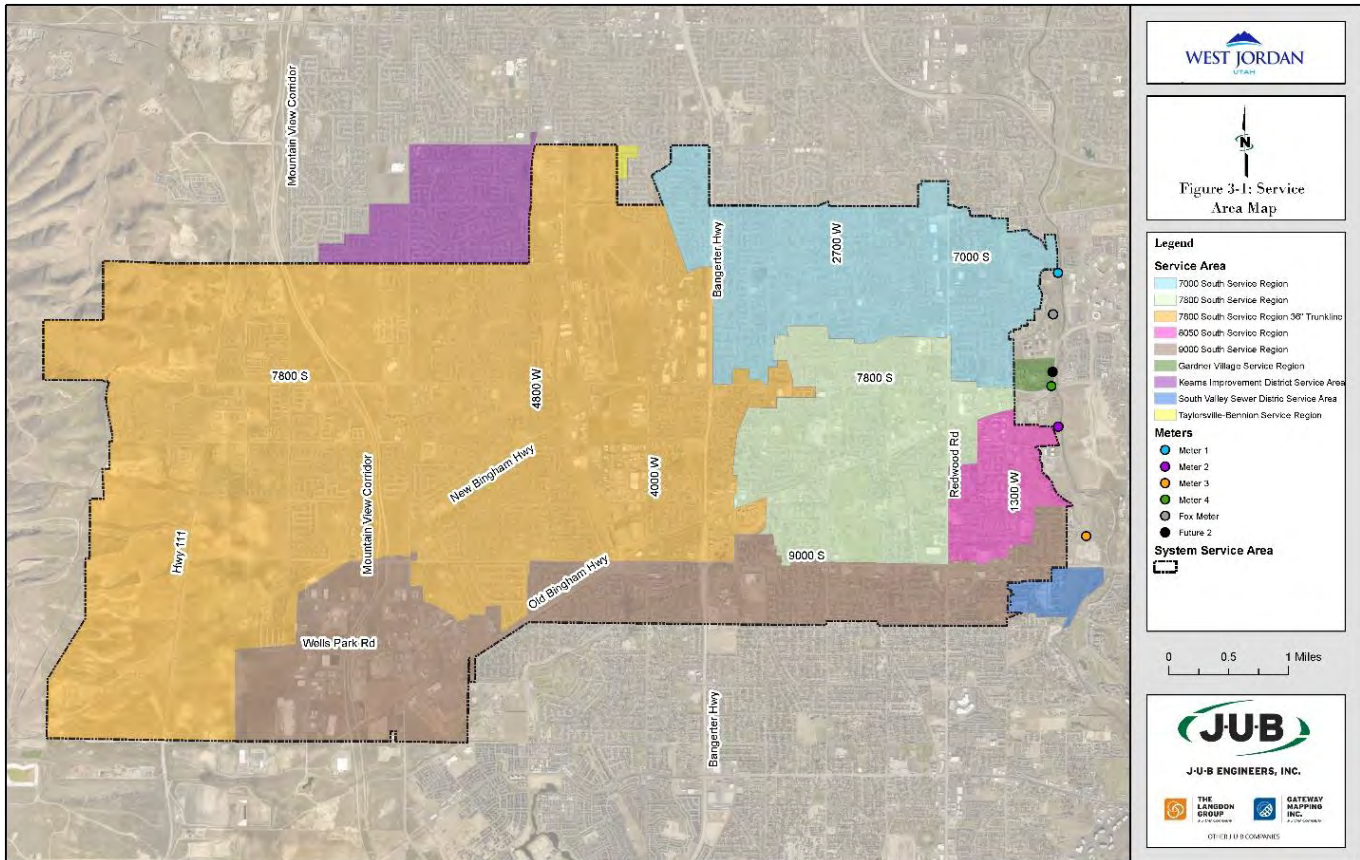 WEST JORDAN
UTAH
N
Figure 3-1: Service
Area Map
Legend
Service Area
7000 South Service Region
7800 South Service Region
7800 South Service Region 36" Trunkline
8050 South Service Region
9000 South Service Region
Gardner Village Service Region
Kearns Improvement District Service Area
South Valley Sewer Distric Service Area
Taylorsville-Bennion Service Region
Meters
Meter 1
Meter 2
Meter 3
Meter 4
Fox Meter
Future 2
System Service Area
0 0.5 1 Miles
J·U·B
J·U·B ENGINEERS, INC.
THE
LANGDON
GROUP
GATEWAY
MAPPING
INC.
OTHER J·U·B COMPANIES
Mountain View Corridor
Bangerter Hwy
2700 W
7000 S
7800 S
4800 W
7800 S
New Bingham Hwy
4000 W
Redwood Rd
1300 W
Mountain View Corridor
Hwy 111
9000 S
Old Bingham Hwy
Wells Park Rd
Bangerter Hwy